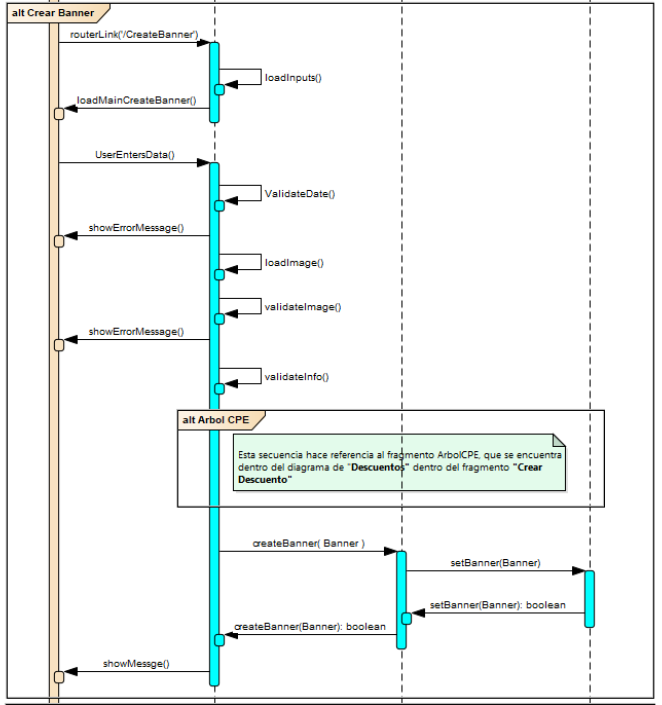 alt Crear Banner
routerLink('/CreateBanner')
loadInputs()
loadMainCreateBanner()
UserEntersData()
ValidateDate()
showErrorMessage()
loadImage()
validateImage()
showErrorMessage()
validateInfo()
alt Arbol CPE
Esta secuencia hace referencia al fragmento ArbolCPE, que se encuentra
dentro del diagrama de "Descuentos" dentro del fragmento "Crear
Descuento"
createBanner( Banner )
setBanner(Banner)
setBanner(Banner): boolean
createBanner(Banner): boolean
showMessge()